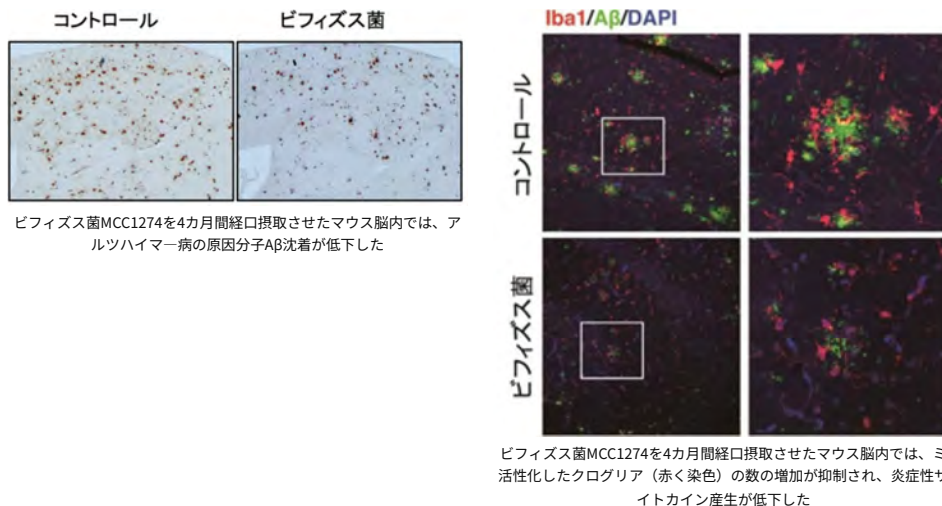 コントロール
ビフィズス菌
ビフィズス菌MCC1274を4カ月間経口摂取させたマウス脳内では、ア
ルツハイマ―病の原因分子Aβ沈着が低下した
Iba1/Aβ/DAPI
コントロール
ビフィズス菌
ビフィズス菌MCC1274を4カ月間経口摂取させたマウス脳内では、ミ
活性化したクログリア（赤く染色）の数の増加が抑制され、炎症性サ
イトカイン産生が低下した